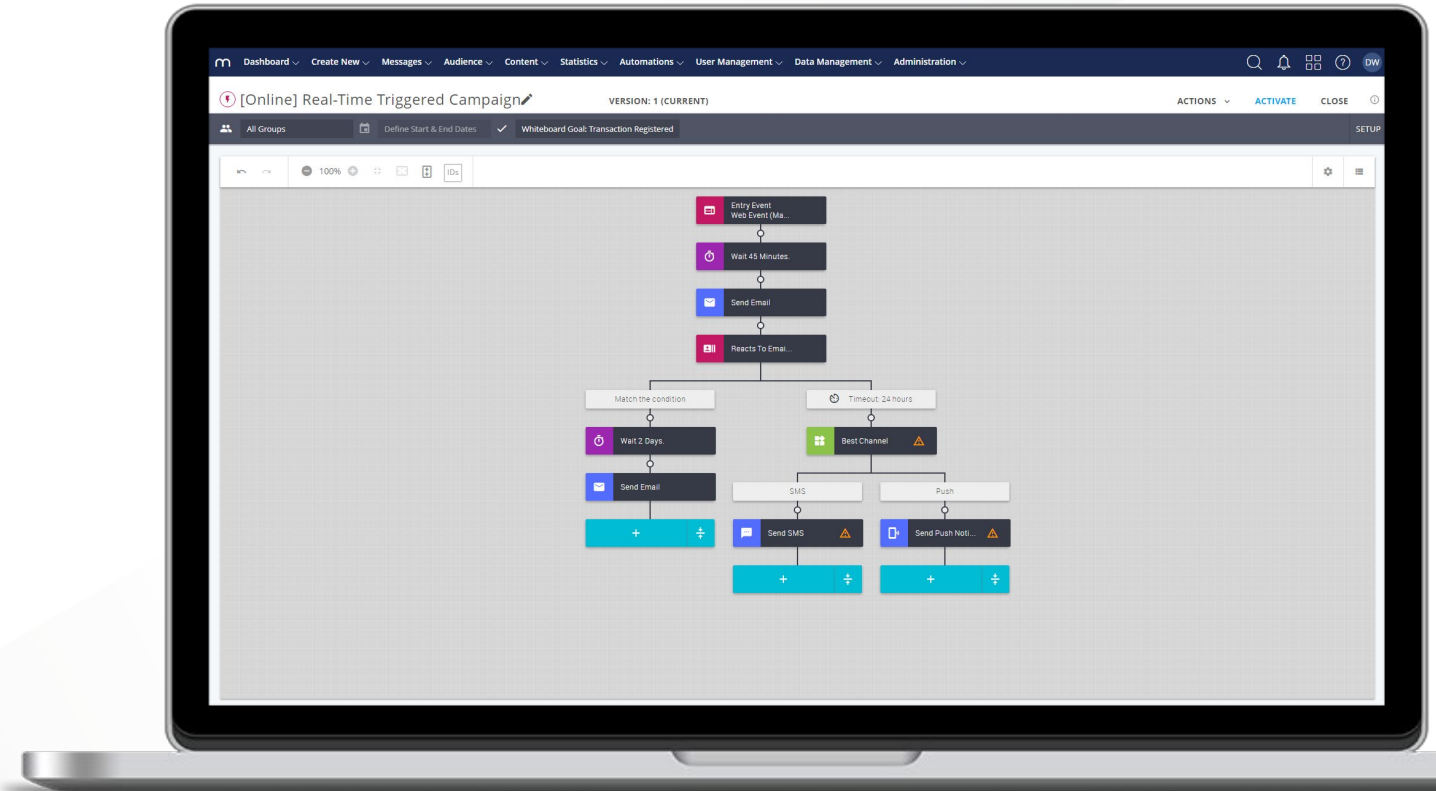 m Dashboard Create New Messages Audience Content Statistics Automations User Management Data Management Administration ? DW
[Online] Real-Time Triggered Campaign VERSION: 1 (CURRENT) ACTIONS ACTIVATE CLOSE
All Groups Define Start & End Dates Whiteboard Goal: Transaction Registered SETUP
100% IDs
Entry Event
Web Event (Ma...
Wait 45 Minutes.
Send Email
Reacts To Emai...
Match the condition Timeout: 24 hours
Wait 2 Days. Best Channel
Send Email SMS Push
Send SMS Send Push Noti...